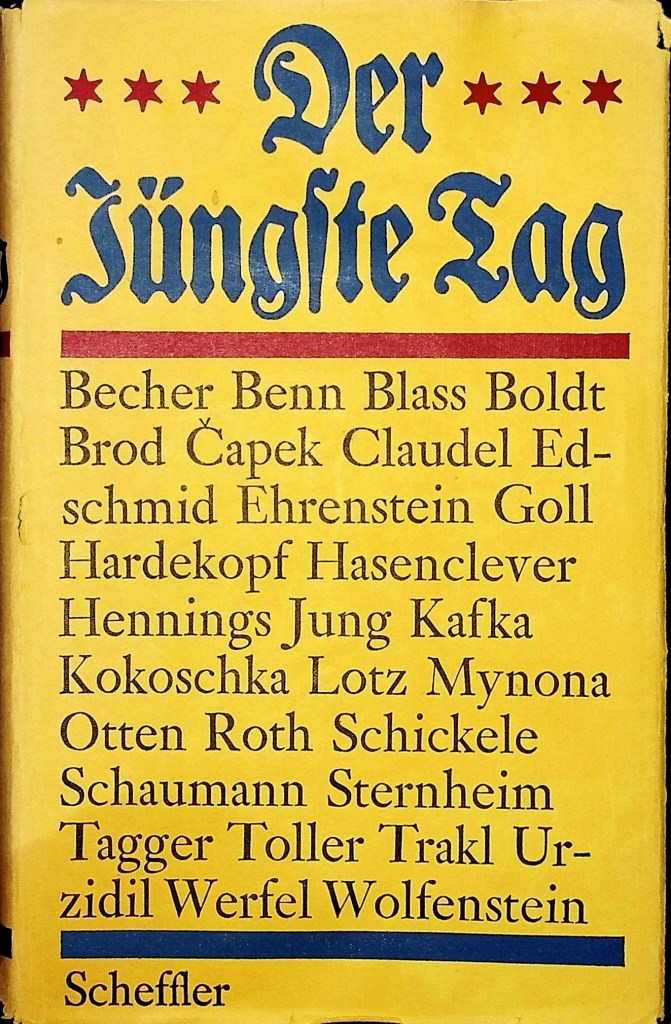 Der
Jüngste Tag
Becher Benn Blass Boldt
Brod Čapek Claudel Ed-
schmid Ehrenstein Goll
Hardekopf Hasenclever
Hennings Jung Kafka
Kokoschka Lotz Mynona
Otten Roth Schickele
Schaumann Sternheim
Tagger Toller Trakl Ur-
zidil Werfel Wolfenstein
Scheffler